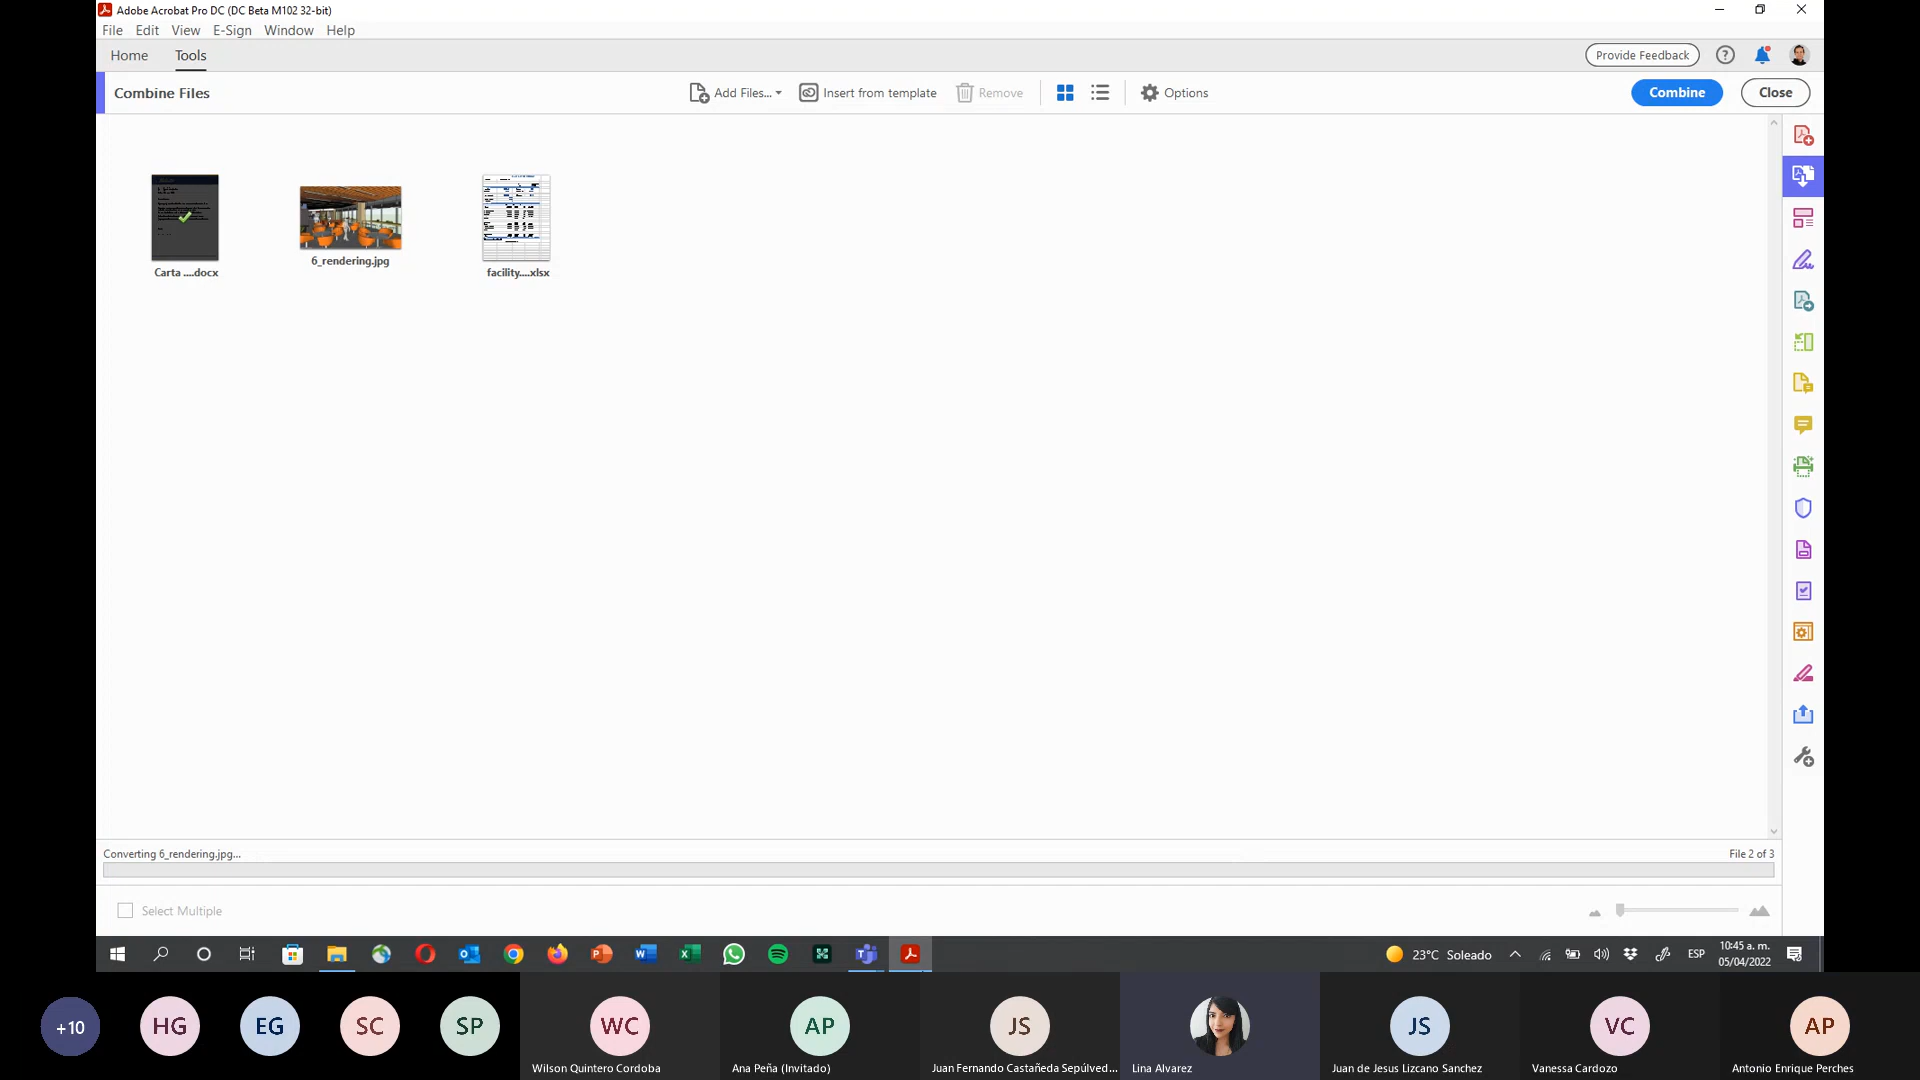 Adobe Acrobat Pro DC (DC Beta M102 32-bit)
File Edit View E-Sign Window Help
Home Tools
Provide Feedback
Combine Files
Add Files... Insert from template Remove Options
Combine Close
Carta ....docx
6_rendering.jpg
facility....xlsx
Converting 6_rendering.jpg...
File 2 of 3
Select Multiple
23°C Soleado
ESP
10:45 a. m.
05/04/2022
+10 HG EG SC SP WC AP JS JS VC AP
Wilson Quintero Cordoba
Ana Peña (Invitado)
Juan Fernando Castañeda Sepúlved...
Lina Alvarez
Juan de Jesus Lizcano Sanchez
Vanessa Cardozo
Antonio Enrique Perches